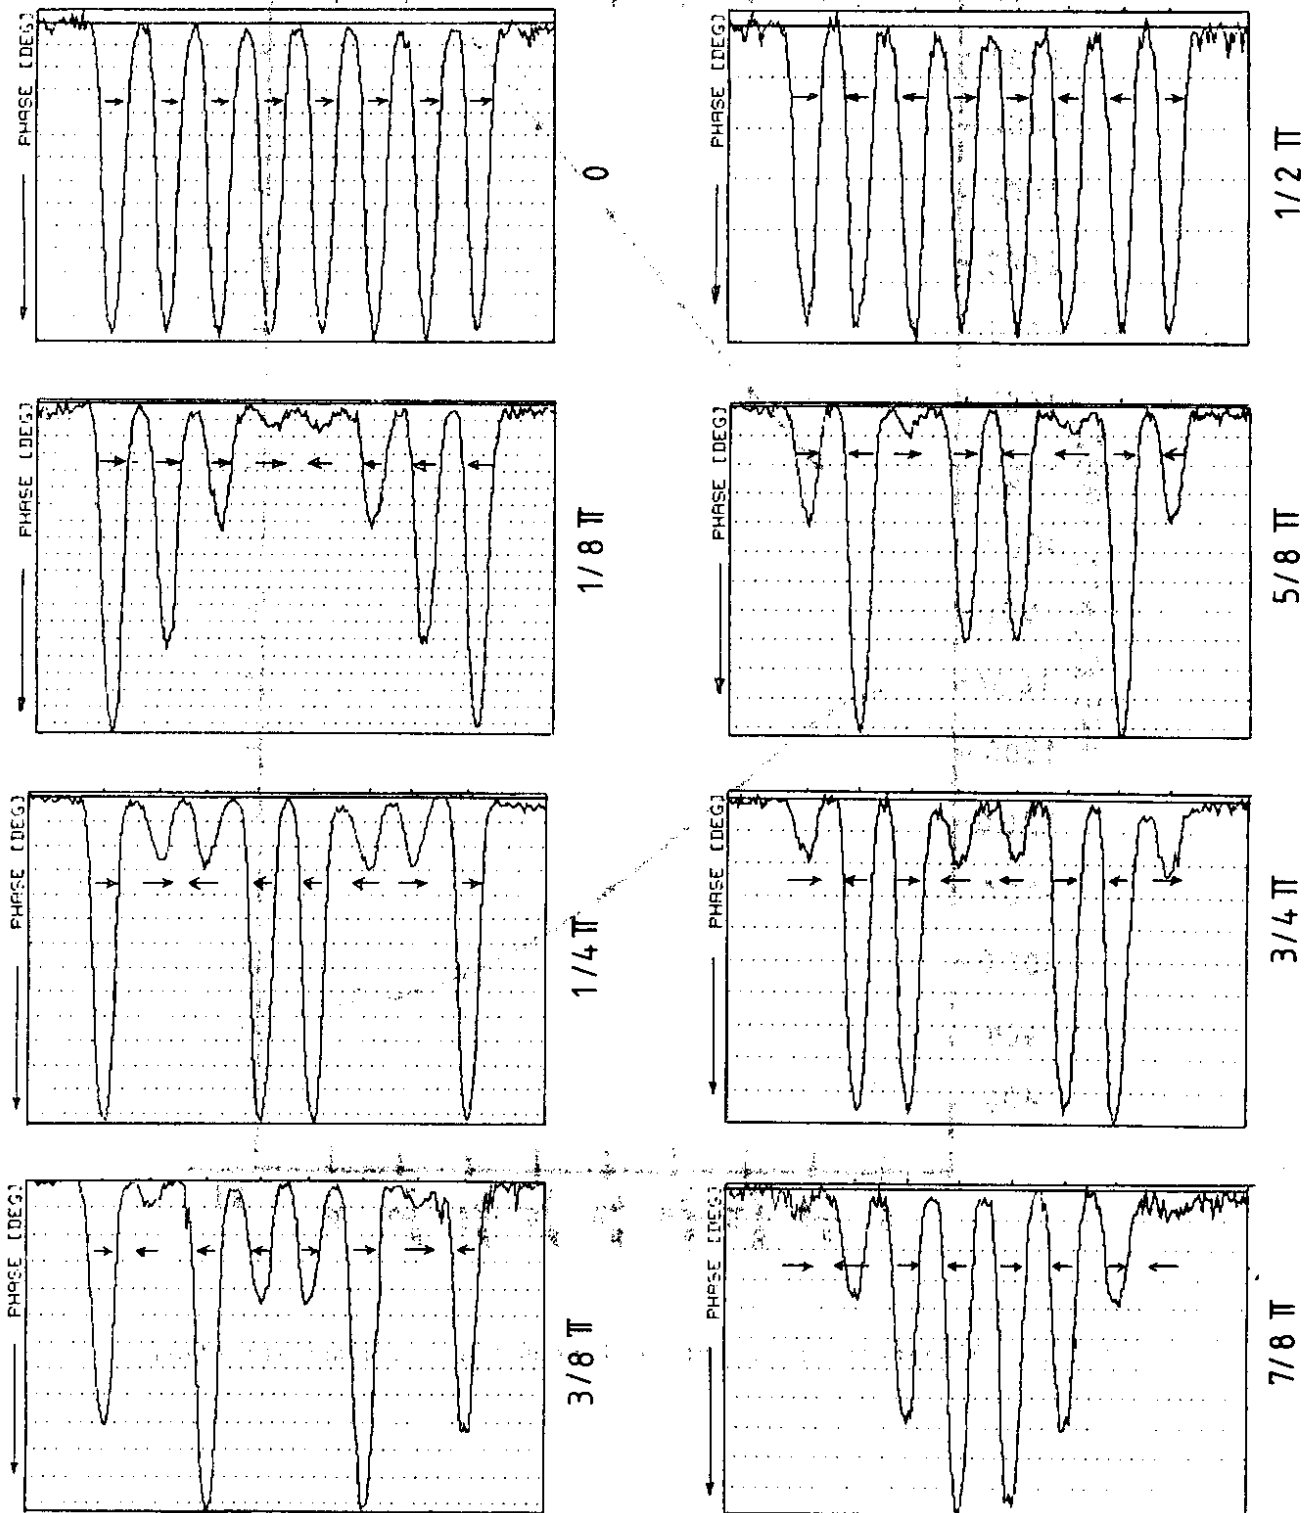 PHASE [DEG]
0
PHASE [DEG]
1/2 π
PHASE [DEG]
1/8 π
PHASE [DEG]
5/8 π
PHASE [DEG]
1/4 π
PHASE [DEG]
3/4 π
PHASE [DEG]
3/8 π
PHASE [DEG]
7/8 π